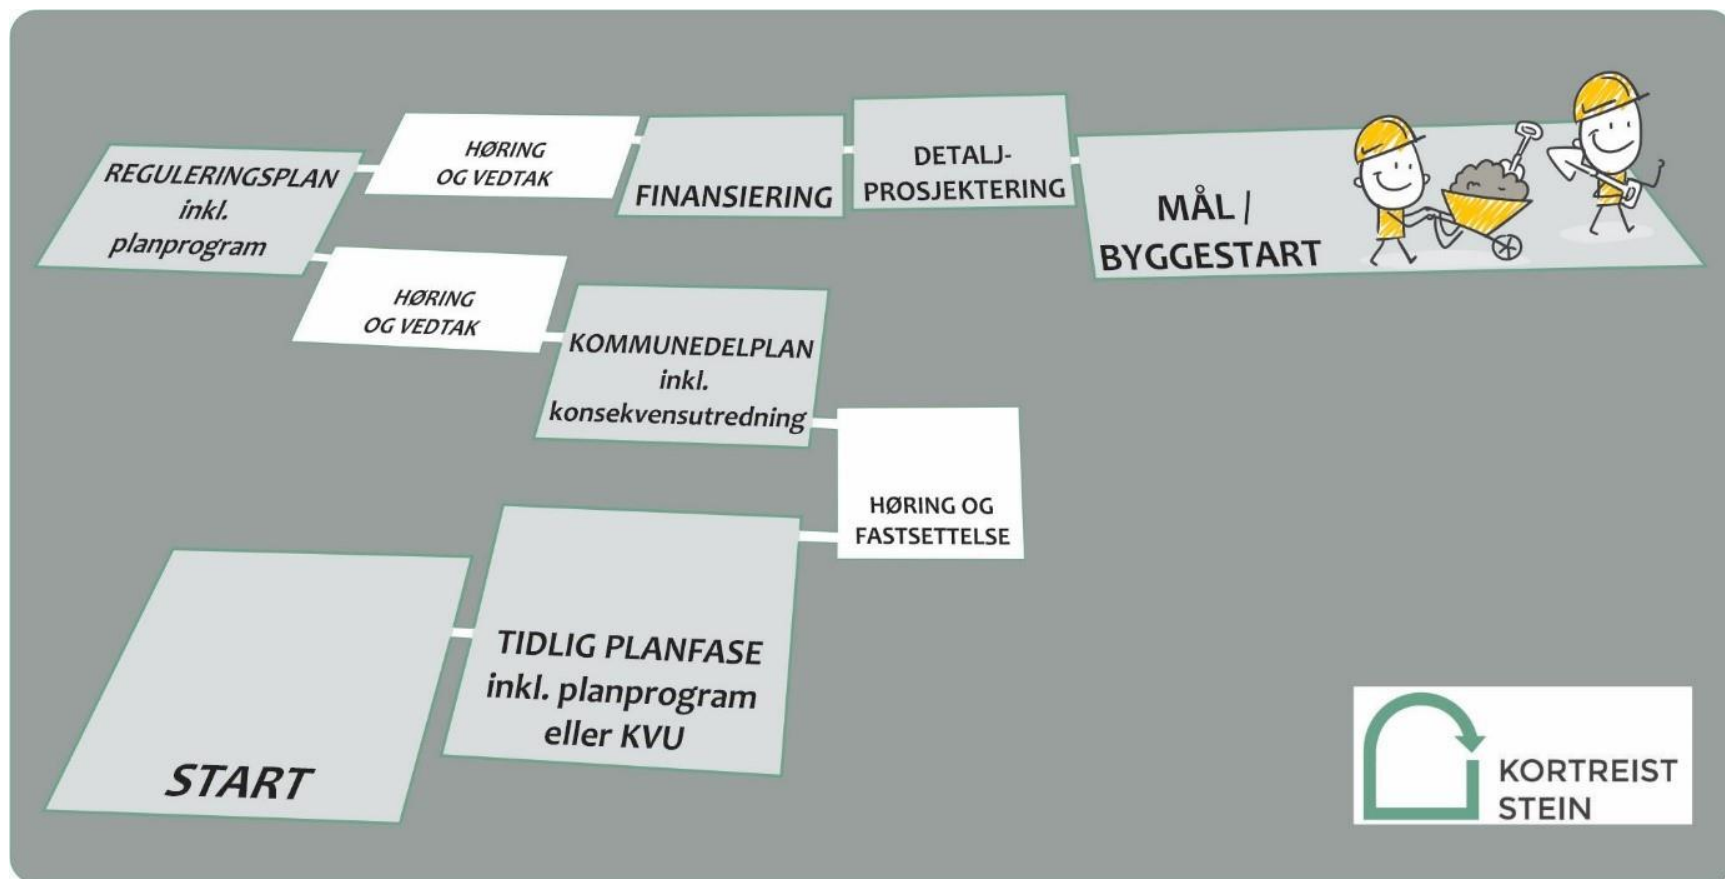 REGULERINGSPLAN
inkl.
planprogram
HØRING
OG VEDTAK
FINANSIERING
DETALJ-
PROSJEKTERING
MÅL /
BYGGESTART
HØRING
OG VEDTAK
KOMMUNEDELPLAN
inkl.
konsekvensutredning
HØRING OG
FASTSETTELSE
TIDLIG PLANFASE
inkl. planprogram
eller KVU
START
KORTREIST
STEIN